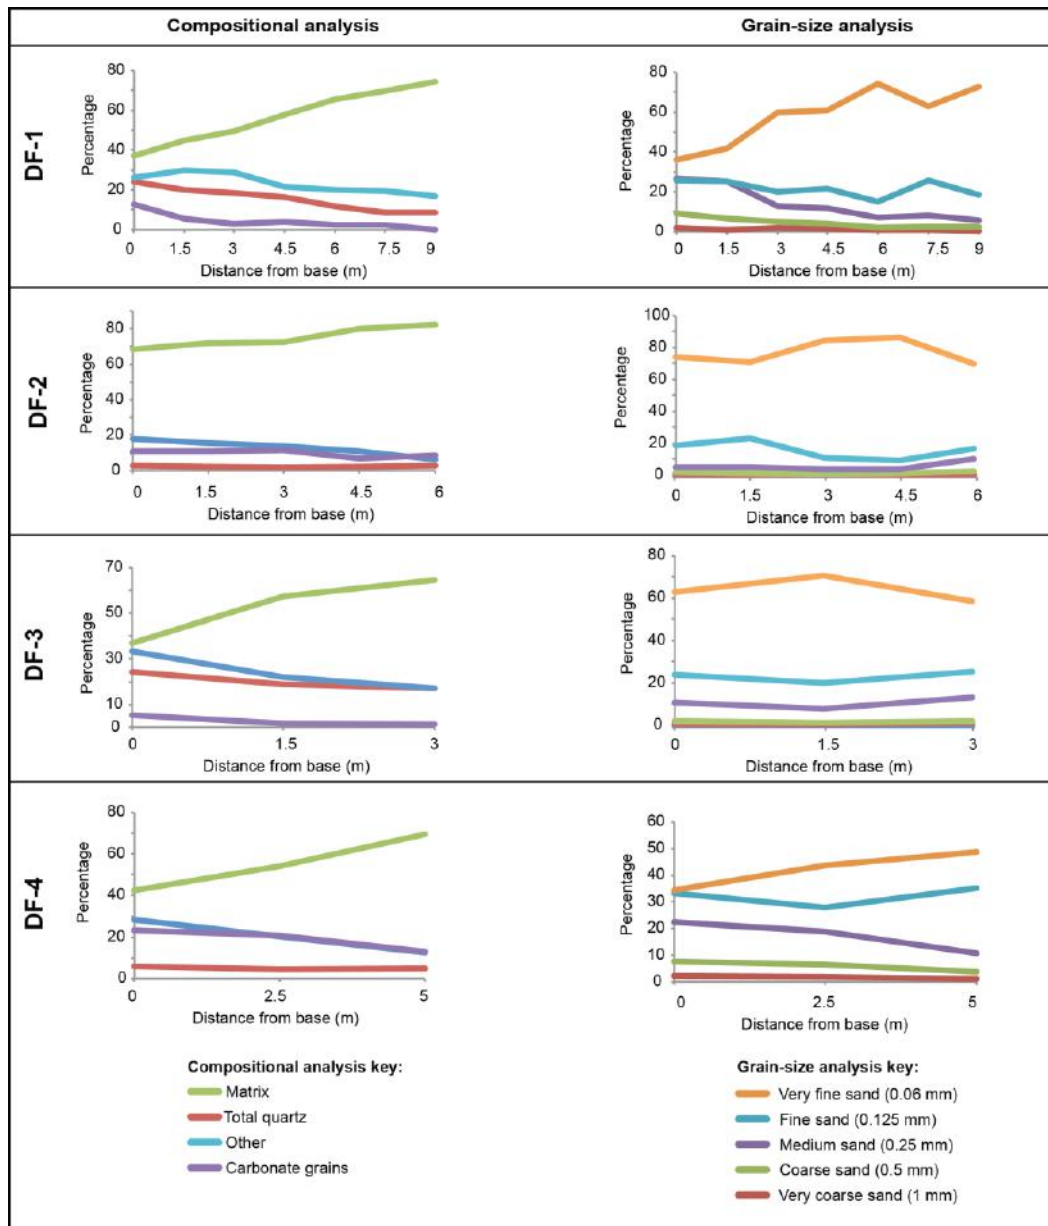 Compositional analysis Grain-size analysis
DF-1
Percentage
80
60
40
20
0
0 1.5 3 4.5 6 7.5 9
Distance from base (m)
Percentage
80
60
40
20
0
0 1.5 3 4.5 6 7.5 9
Distance from base (m)
DF-2
Percentage
80
60
40
20
0
0 1.5 3 4.5 6
Distance from base (m)
Percentage
100
80
60
40
20
0
0 1.5 3 4.5 6
Distance from base (m)
DF-3
Percentage
70
50
30
10
0
0 1.5 3
Distance from base (m)
Percentage
80
60
40
20
0
0 1.5 3
Distance from base (m)
DF-4
Percentage
80
60
40
20
0
0 2.5 5
Distance from base (m)
Percentage
60
50
40
30
20
10
0
0 2.5 5
Distance from base (m)
Compositional analysis key:
Matrix
Total quartz
Other
Carbonate grains
Grain-size analysis key:
Very fine sand (0.06 mm)
Fine sand (0.125 mm)
Medium sand (0.25 mm)
Coarse sand (0.5 mm)
Very coarse sand (1 mm)